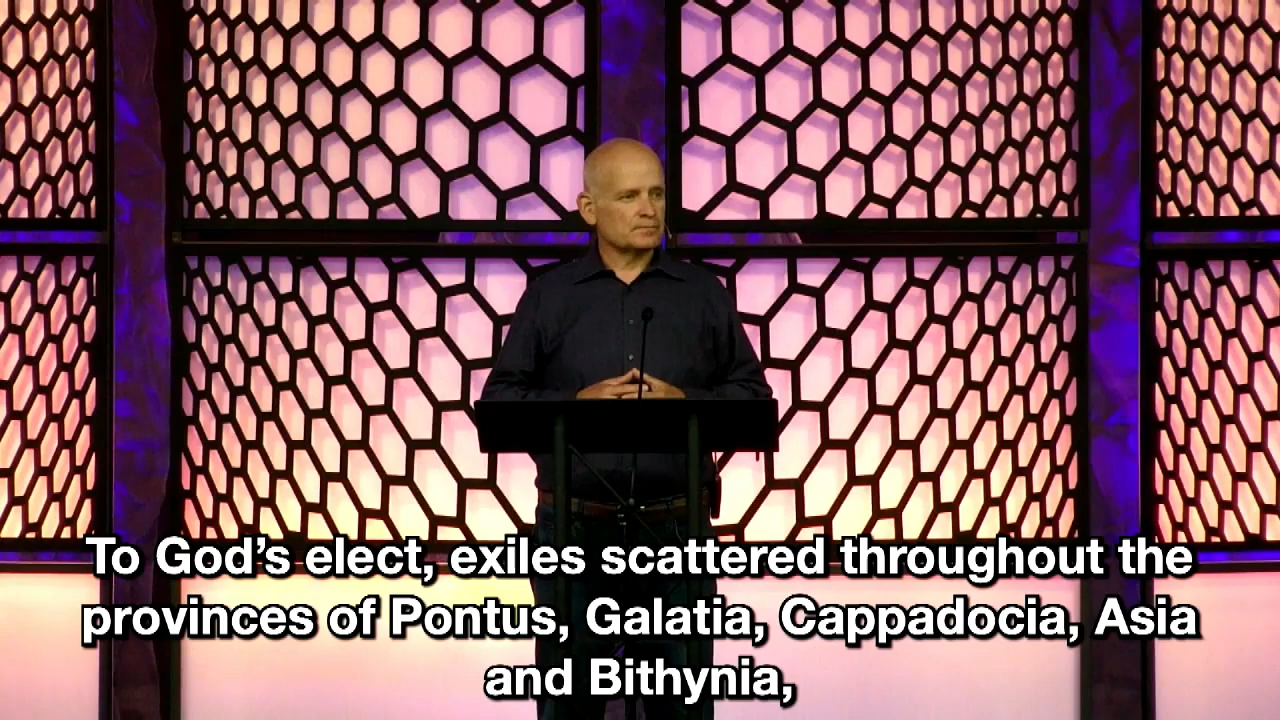 To God’s elect, exiles scattered throughout the
provinces of Pontus, Galatia, Cappadocia, Asia
and Bithynia,